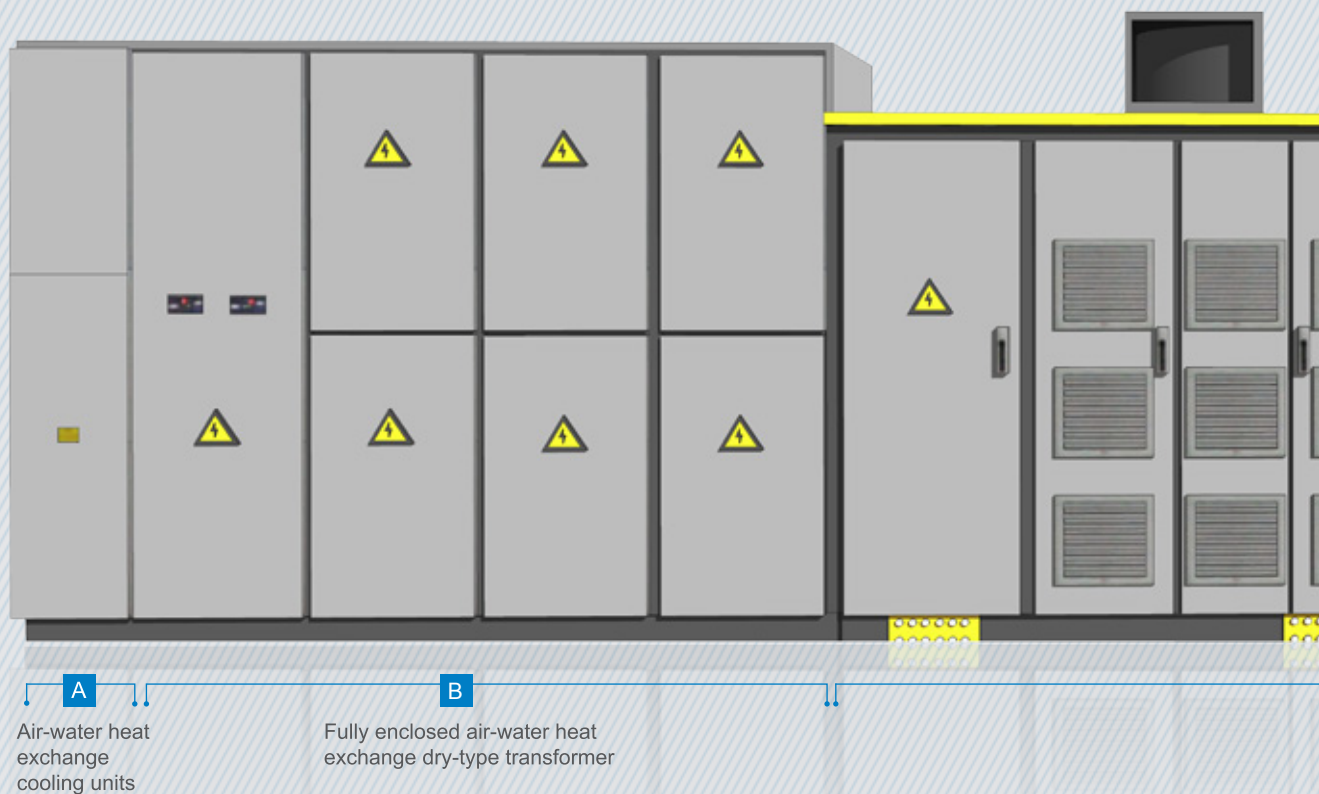 A
B
Air-water heat
exchange
cooling units
Fully enclosed air-water heat
exchange dry-type transformer